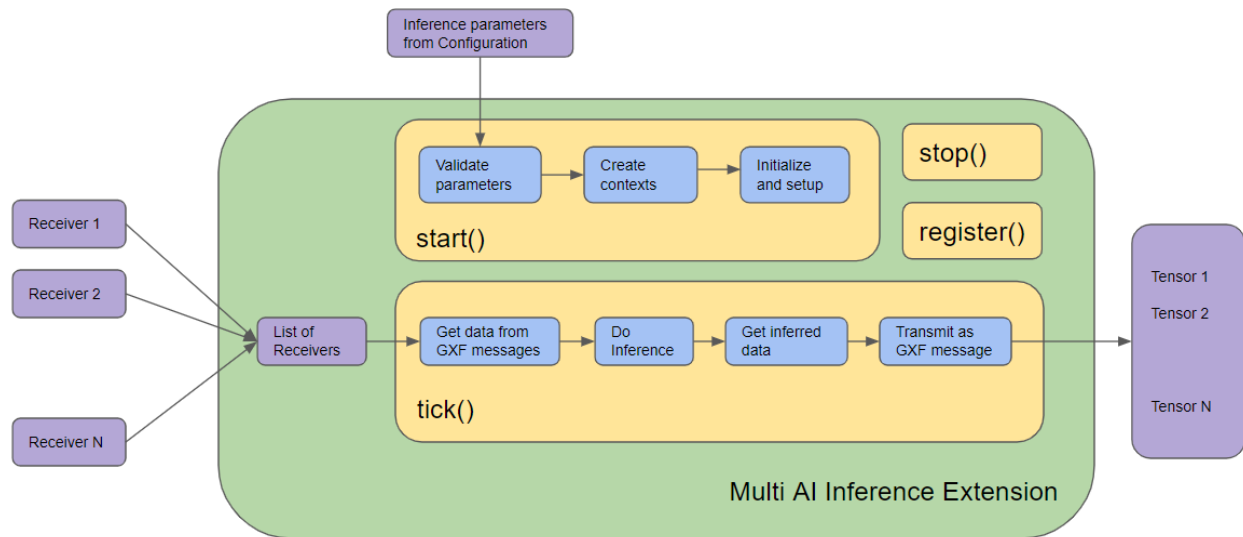 Inference parameters
from Configuration
Validate
parameters
Create
contexts
Initialize
and setup
start()
stop()
register()
Receiver 1
Receiver 2
Receiver N
List of
Receivers
Get data from
GXF messages
Do
Inference
Get inferred
data
Transmit as
GXF message
tick()
Tensor 1
Tensor 2
Tensor N
Multi AI Inference Extension